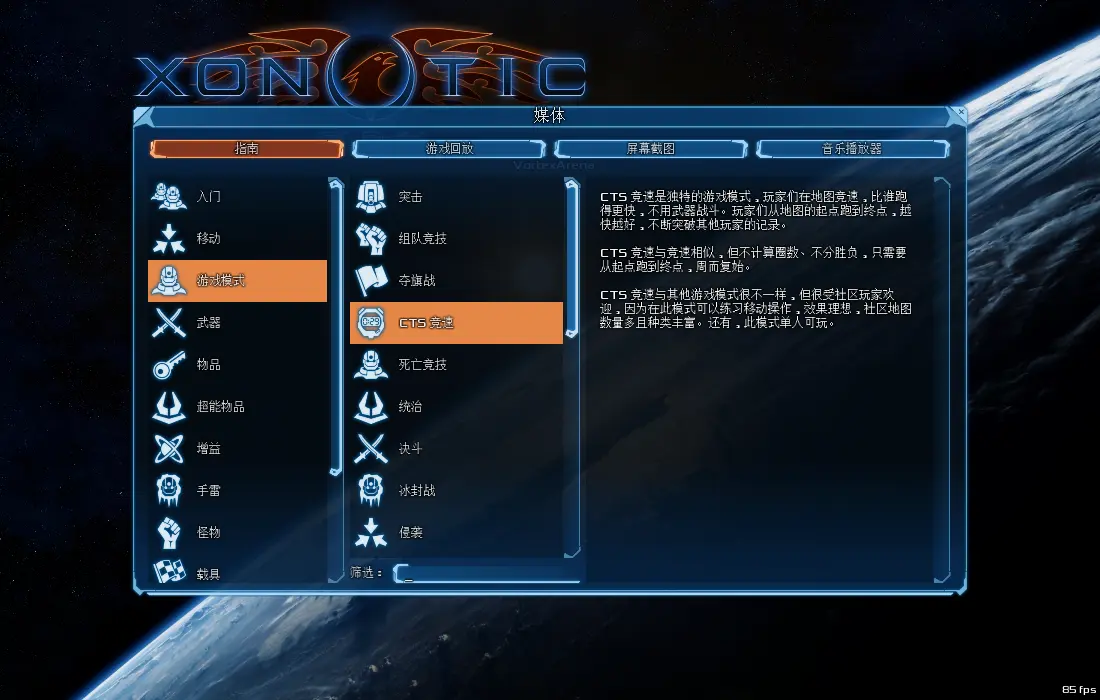 XONOTIC
媒体
指南
游戏回放
屏幕截图
音乐播放器
VortexArena
入门
移动
游戏模式
武器
物品
超能物品
增益
手雷
怪物
载具
突击
组队竞技
夺旗战
CTS 竞速
死亡竞技
统治
决斗
冰封战
侵袭
筛选：
CTS 竞速是独特的游戏模式，玩家们在地图竞速，比谁跑
得更快，不用武器战斗。玩家们从地图的起点跑到终点，越
快越好，不断突破其他玩家的记录。
CTS 竞速与竞速相似，但不计算圈数、不分胜负，只需要
从起点跑到终点，周而复始。
CTS 竞速与其他游戏模式很不一样，但很受社区玩家欢
迎，因为在此模式可以练习移动操作，效果理想，社区地图
数量多且种类丰富。还有，此模式单人可玩。
85 fps